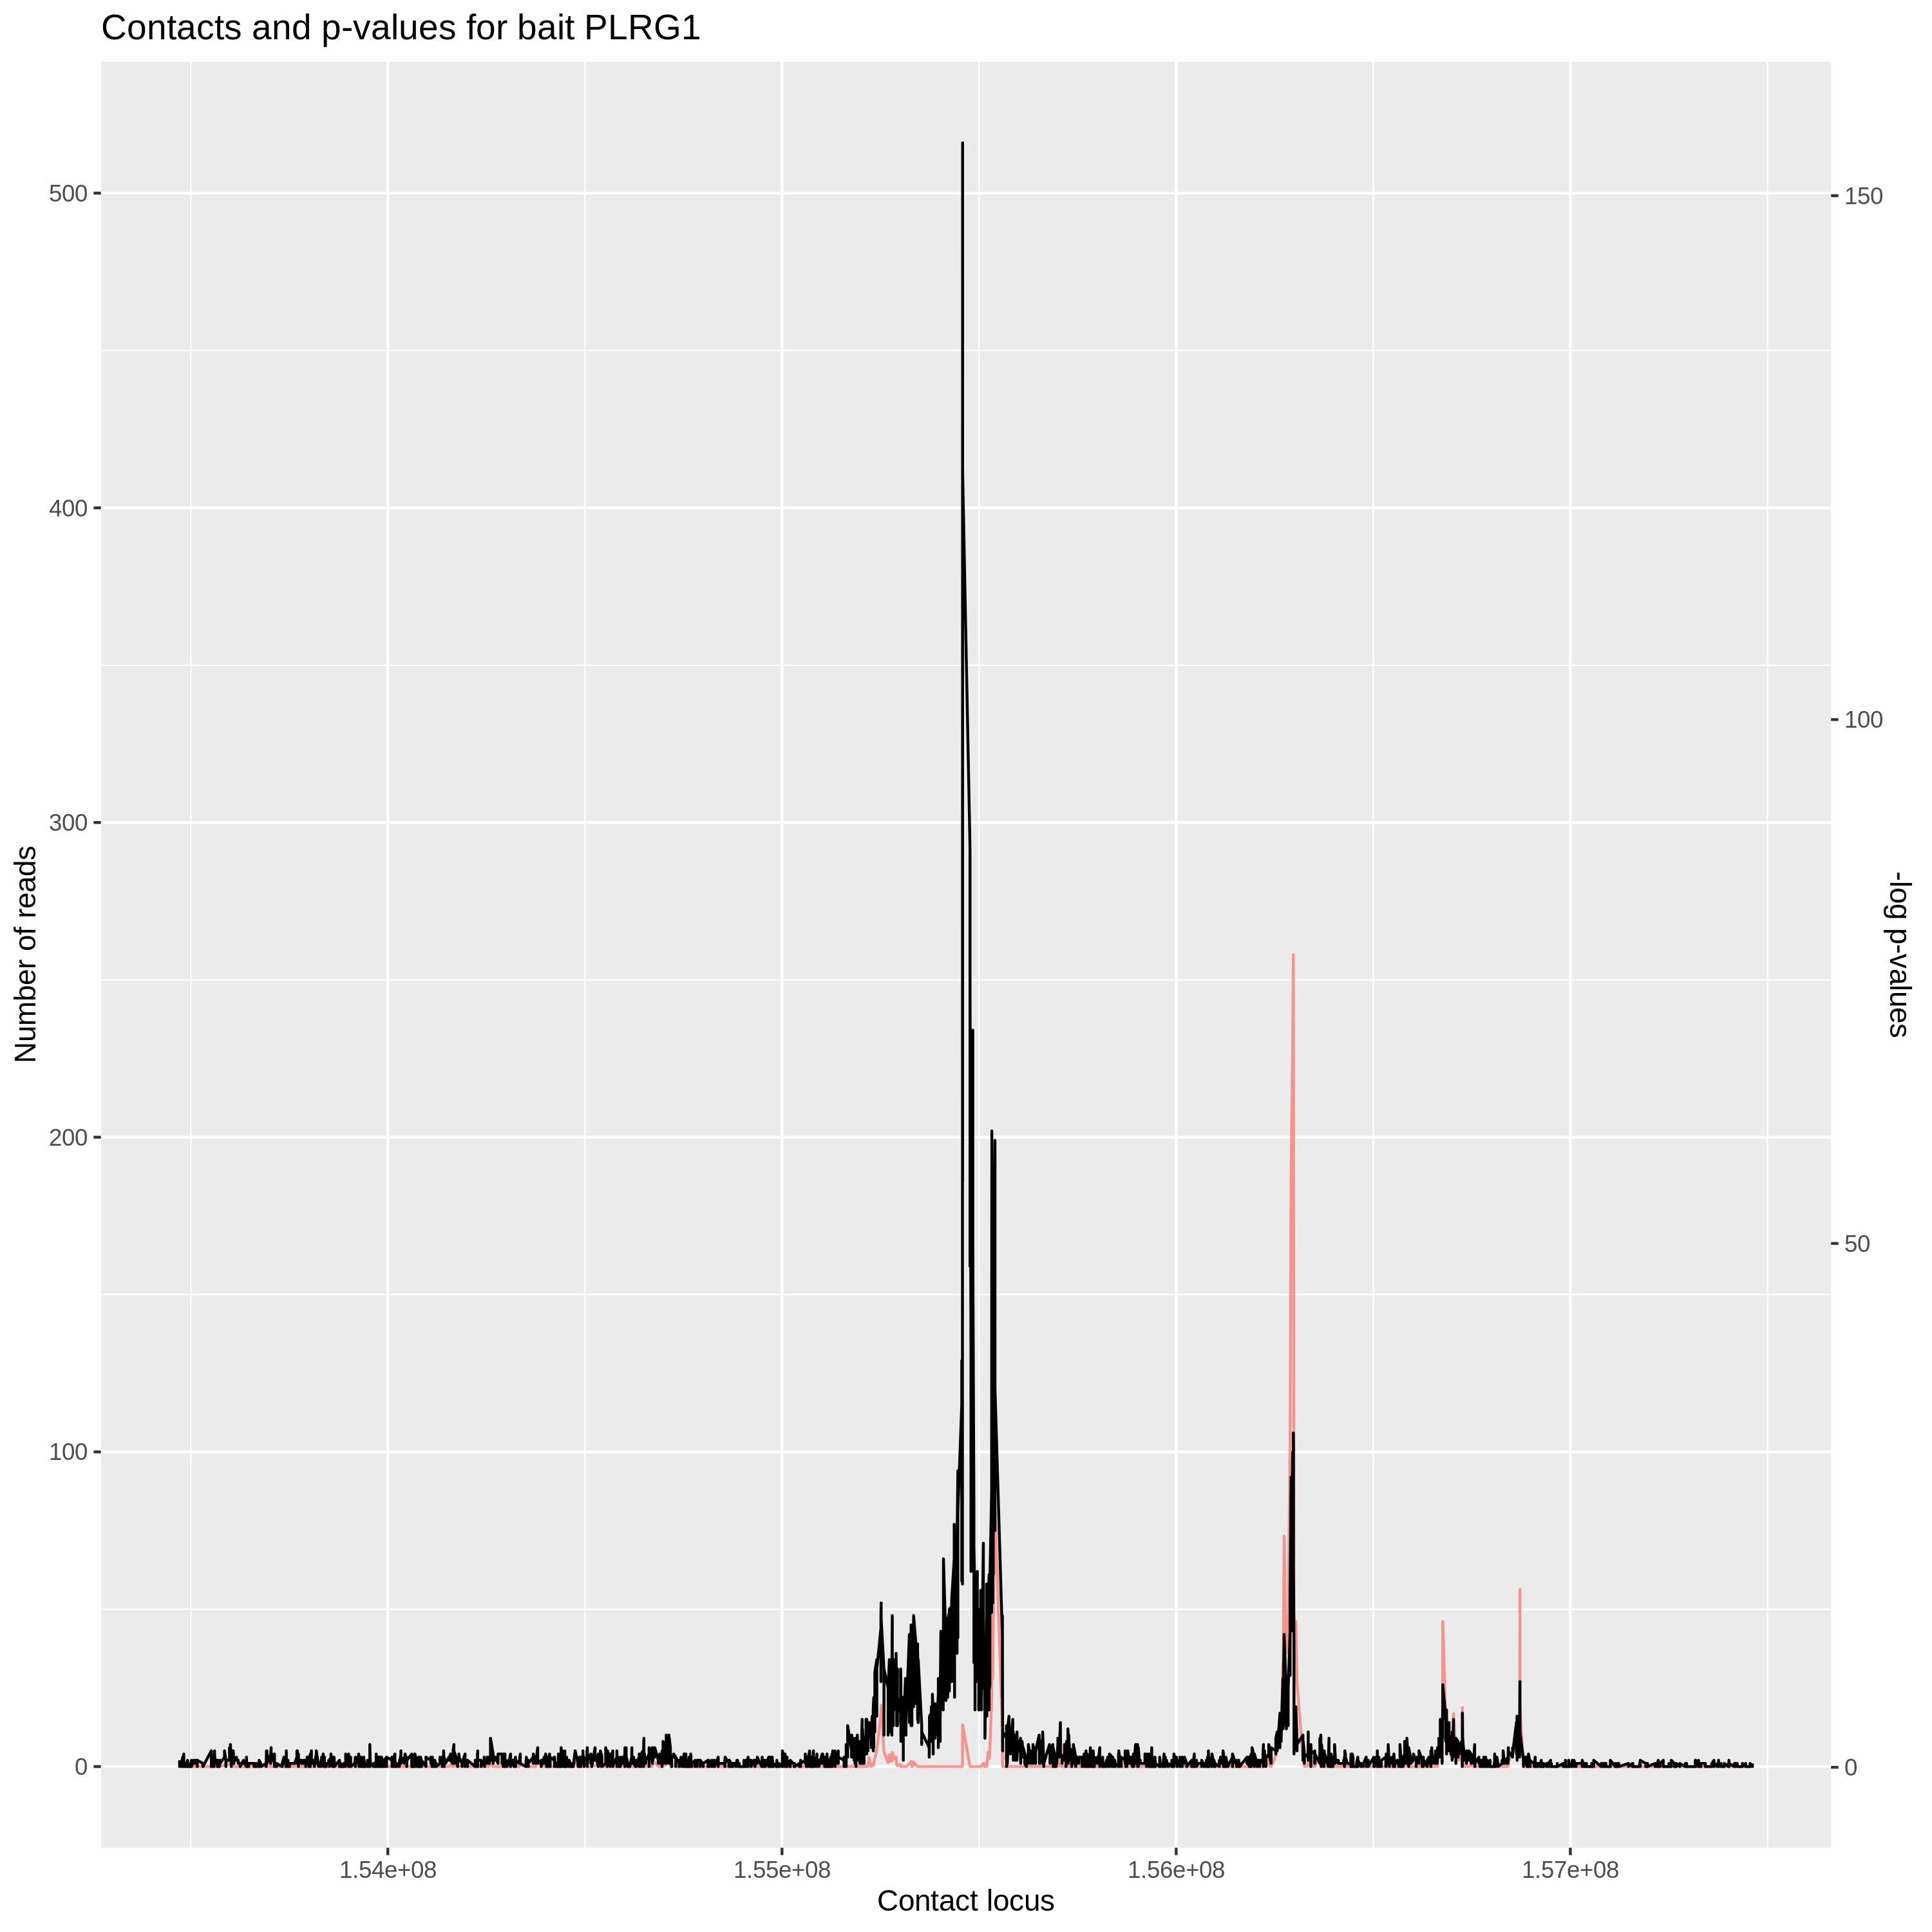 Contacts and p-values for bait PLRG1
500
400
300
200
100
0
Number of reads
150
100
50
0
-log p-values
1.54e+08
1.55e+08
1.56e+08
1.57e+08
Contact locus